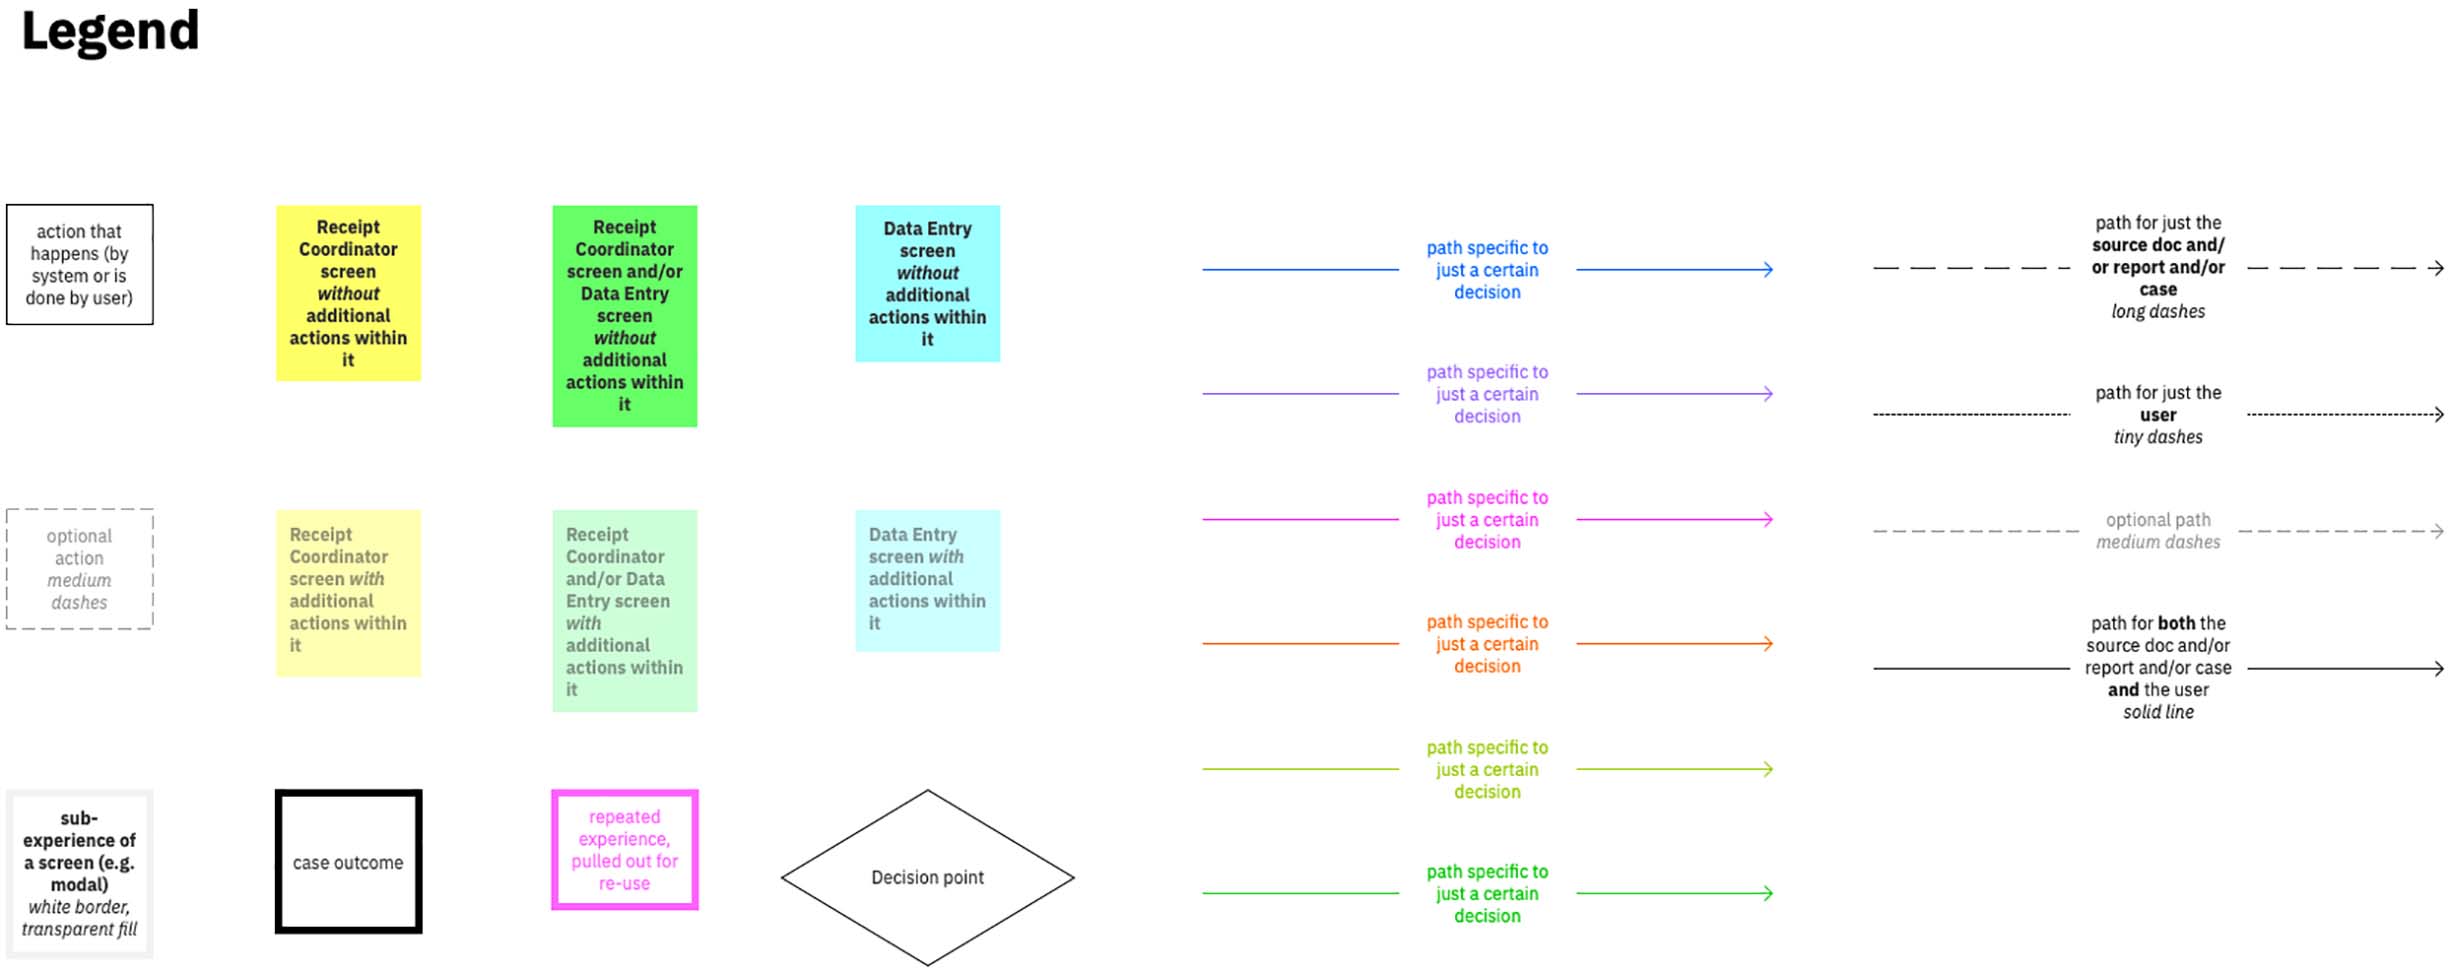 Legend
action that
happens (by
system or is
done by user)
Receipt
Coordinator
screen
without
additional
actions within
it
Receipt
Coordinator
screen and/or
Data Entry
screen
without
additional
actions within
it
Data Entry
screen
without
additional
actions within
it
optional
action
medium
dashes
Receipt
Coordinator
screen with
additional
actions within
it
Receipt
Coordinator
and/or Data
Entry screen
with
additional
actions within
it
Data Entry
screen with
additional
actions within
it
sub-
experience of
a screen (e.g.
modal)
white border,
transparent fill
case outcome
repeated
experience,
pulled out for
re-use
Decision point
path specific to
just a certain
decision
path specific to
just a certain
decision
path specific to
just a certain
decision
path specific to
just a certain
decision
path specific to
just a certain
decision
path specific to
just a certain
decision
path for just the
source doc and/
or report and/or
case
long dashes
path for just the
user
tiny dashes
optional path
medium dashes
path for both the
source doc and/or
report and/or case
and the user
solid line